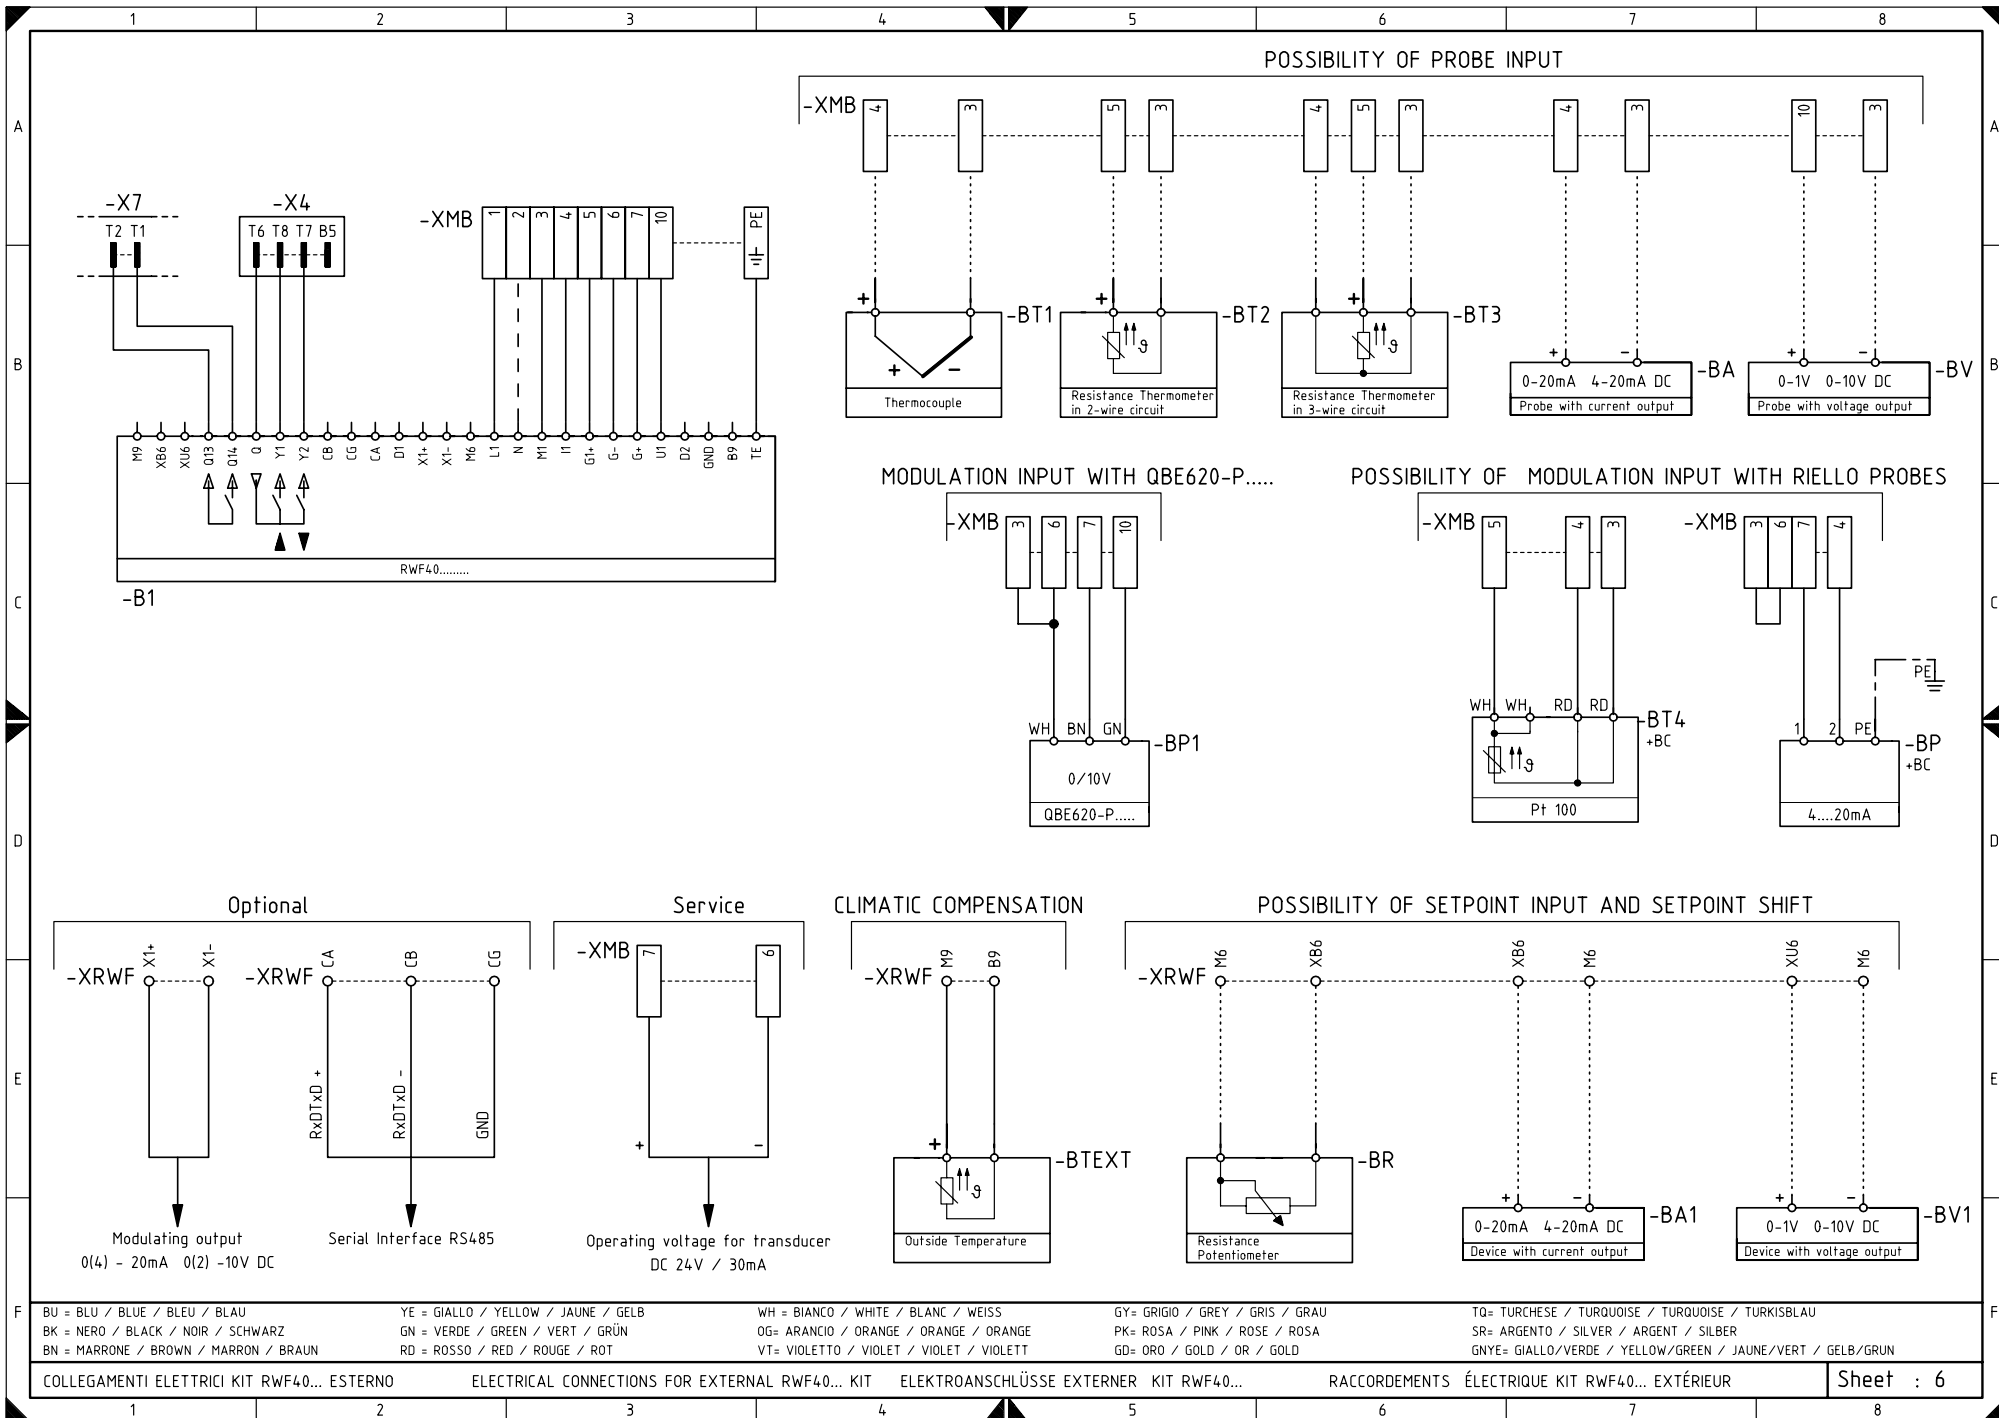 1 2 3 4 5 6 7 8
POSSIBILITY OF PROBE INPUT
A A
-XMB 4 3 5 3 4 5 3 4 3 10 3
-X7
T2 T1
-X4
T6 T8 T7 B5
-XMB 1 2 3 4 5 6 7 10 PE
+ -BT1
+ -
Thermocouple
+ -BT2
ϑ
Resistance Thermometer
in 2-wire circuit
+ -BT3
ϑ
Resistance Thermometer
in 3-wire circuit
+ - -BA
0-20mA 4-20mA DC
Probe with current output
+ - -BV
0-1V 0-10V DC
Probe with voltage output
B B
M9 XB6 XU6 Q13 Q14 Q Y1 Y2 CB CG CA D1 X1+ X1- M6 L1 N M1 I1 G1+ G- G+ U1 D2 GND B9 TE
RWF40.........
-B1
MODULATION INPUT WITH QBE620-P.....
-XMB 3 6 7 10
WH BN GN -BP1
0/10V
QBE620-P.....
POSSIBILITY OF MODULATION INPUT WITH RIELLO PROBES
-XMB 5 4 3
WH WH RD RD -BT4
+BC
ϑ
Pt 100
-XMB 3 6 7 4
PE
1 2 PE -BP
+BC
4....20mA
C C
D D
Optional
-XRWF X1+ X1-
Modulating output
0(4) - 20mA 0(2) -10V DC
-XRWF CA CB CG
RxDTxD + RxDTxD - GND
Serial Interface RS485
Service
-XMB 7 6
+ -
Operating voltage for transducer
DC 24V / 30mA
CLIMATIC COMPENSATION
-XRWF M9 B9
+ -BTEXT
ϑ
Outside Temperature
POSSIBILITY OF SETPOINT INPUT AND SETPOINT SHIFT
-XRWF M6 XB6 XB6 M6 XU6 M6
-BR
Resistance
Potentiometer
+ - -BA1
0-20mA 4-20mA DC
Device with current output
+ - -BV1
0-1V 0-10V DC
Device with voltage output
E E
F F
BU = BLU / BLUE / BLEU / BLAU
BK = NERO / BLACK / NOIR / SCHWARZ
BN = MARRONE / BROWN / MARRON / BRAUN
YE = GIALLO / YELLOW / JAUNE / GELB
GN = VERDE / GREEN / VERT / GRÜN
RD = ROSSO / RED / ROUGE / ROT
WH = BIANCO / WHITE / BLANC / WEISS
OG= ARANCIO / ORANGE / ORANGE / ORANGE
VT= VIOLETTO / VIOLET / VIOLET / VIOLETT
GY= GRIGIO / GREY / GRIS / GRAU
PK= ROSA / PINK / ROSE / ROSA
GD= ORO / GOLD / OR / GOLD
TQ= TURCHESE / TURQUOISE / TURQUOISE / TURKISBLAU
SR= ARGENTO / SILVER / ARGENT / SILBER
GNYE= GIALLO/VERDE / YELLOW/GREEN / JAUNE/VERT / GELB/GRUN
COLLEGAMENTI ELETTRICI KIT RWF40... ESTERNO
ELECTRICAL CONNECTIONS FOR EXTERNAL RWF40... KIT
ELEKTROANSCHLÜSSE EXTERNER KIT RWF40...
RACCORDEMENTS ÉLECTRIQUE KIT RWF40... EXTÉRIEUR
Sheet : 6
1 2 3 4 5 6 7 8